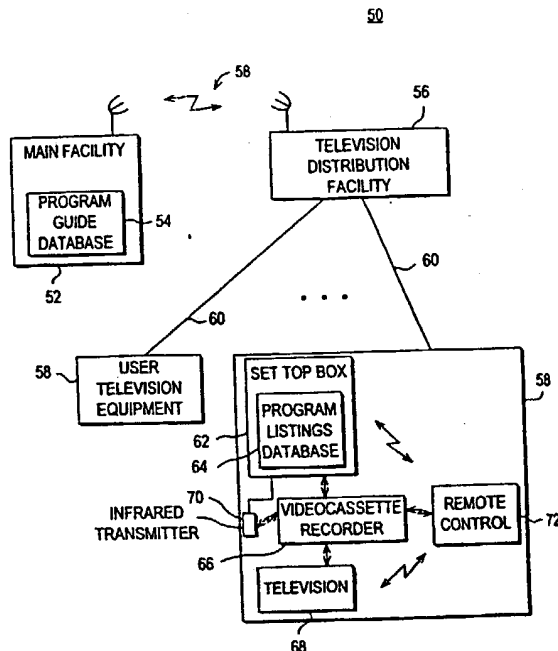 50
58
56
MAIN FACILITY
PROGRAM
GUIDE
DATABASE
54
52
TELEVISION
DISTRIBUTION
FACILITY
60
60
. . .
58
USER
TELEVISION
EQUIPMENT
58
SET TOP BOX
PROGRAM
LISTINGS
DATABASE
62
64
70
INFRARED
TRANSMITTER
VIDEOCASSETTE
RECORDER
66
REMOTE
CONTROL
72
TELEVISION
68